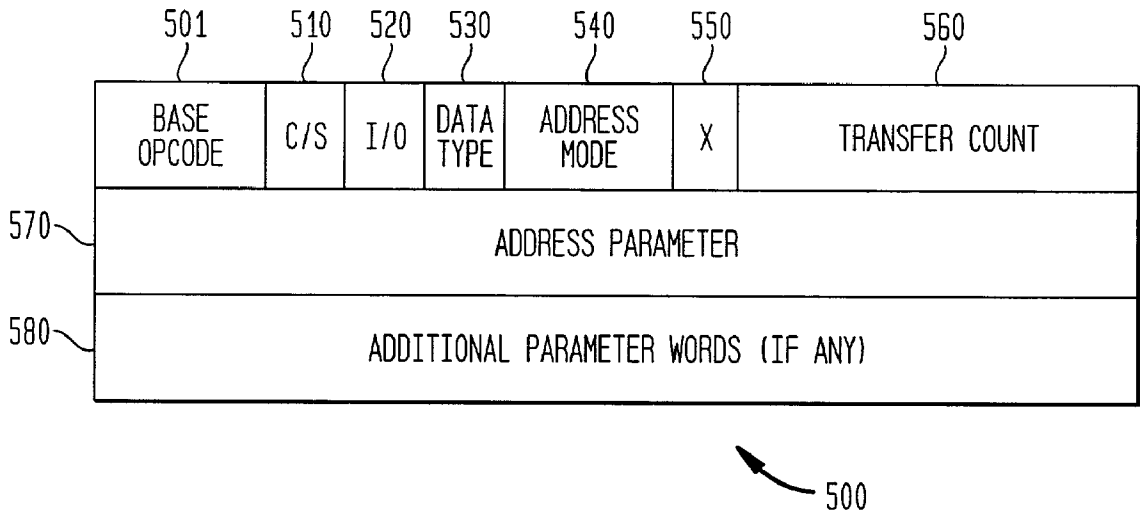 501 510 520 530 540 550 560
BASE OPCODE C/S I/O DATA TYPE ADDRESS MODE X TRANSFER COUNT
570 ADDRESS PARAMETER
580 ADDITIONAL PARAMETER WORDS (IF ANY)
500